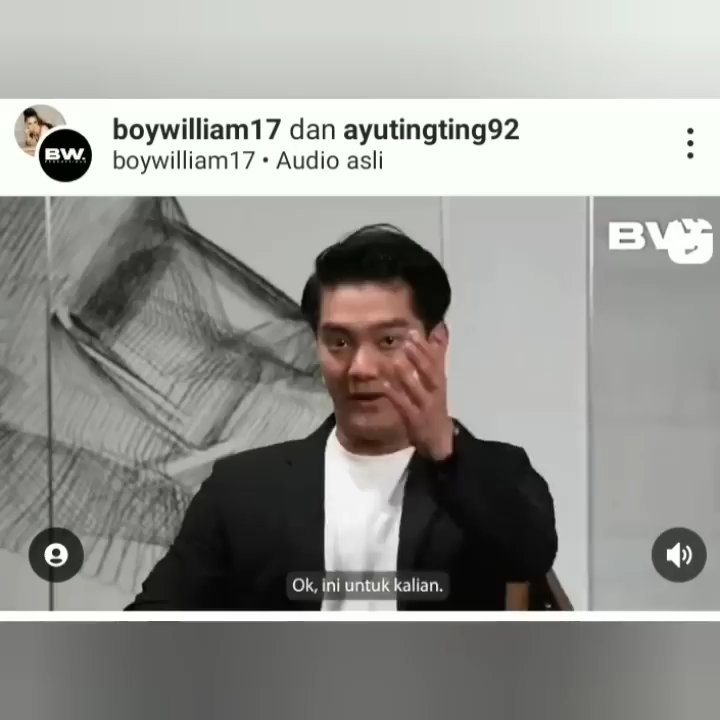 boywilliam17 dan ayutingting92
BW.
boywilliam17 • Audio asli
Ok, ini untuk kalian.